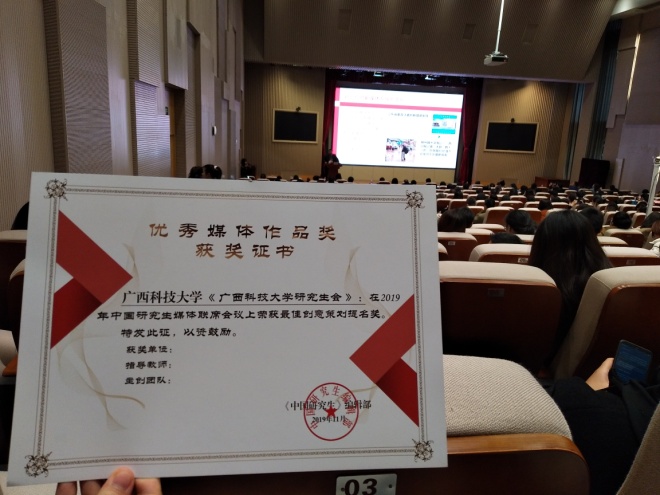 优秀媒体作品奖
获奖证书
广西科技大学《广西科技大学研究生会》：在2019
年中国研究生媒体联席会议上荣获最佳创意策划提名奖。
特发此证，以资鼓励。
获奖单位：
指导教师：
主创团队：
《中国研究生》编辑部
2019年11月
03